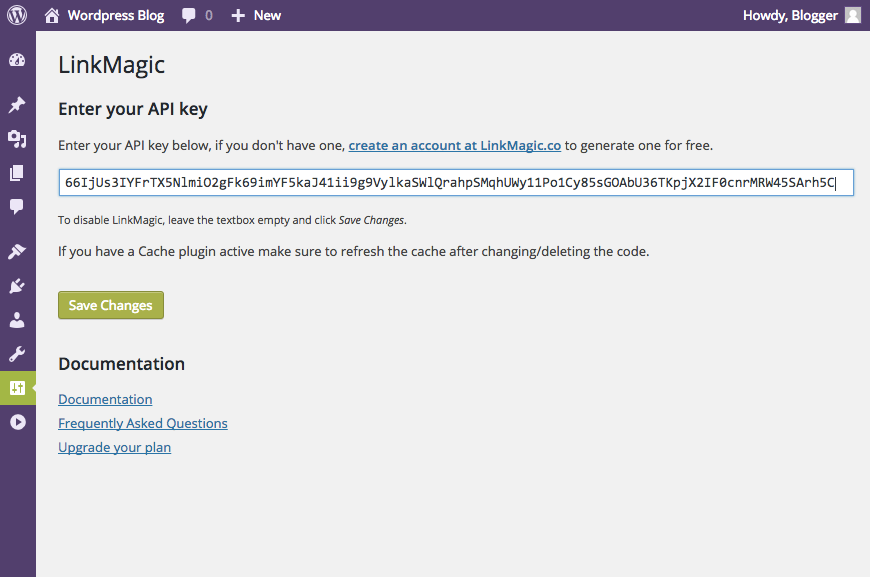 Wordpress Blog 0 New Howdy, Blogger
LinkMagic
Enter your API key
Enter your API key below, if you don't have one, create an account at LinkMagic.co to generate one for free.
66IjUs3IYFrTX5NlmiO2gFk69imYF5kaJ41ii9g9VylkaSWlQrahpSMqhUWy11Po1Cy85sGOAbU36TKpjX2IF0cnrMRW45SArh5C
To disable LinkMagic, leave the textbox empty and click Save Changes.
If you have a Cache plugin active make sure to refresh the cache after changing/deleting the code.
Save Changes
Documentation
Documentation
Frequently Asked Questions
Upgrade your plan